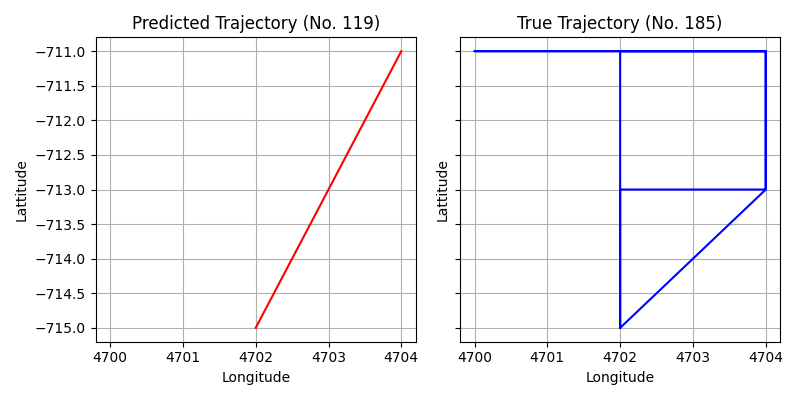 Predicted Trajectory (No. 119)
True Trajectory (No. 185)
−711.0
−711.5
−712.0
−712.5
−713.0
−713.5
−714.0
−714.5
−715.0
Lattitude
Lattitude
4700 4701 4702 4703 4704
4700 4701 4702 4703 4704
Longitude
Longitude